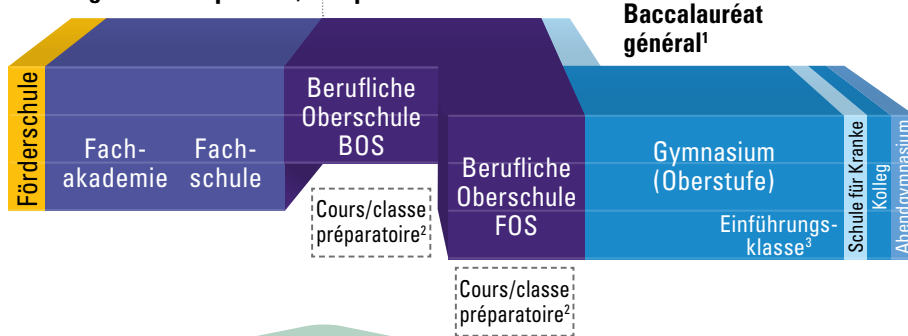 Baccalauréat
général¹
Förderschule
Fach-
akademie
Fach-
schule
Berufliche
Oberschule
BOS
Cours/classe
préparatoire²
Berufliche
Oberschule
FOS
Cours/classe
préparatoire²
Gymnasium
(Oberstufe)
Einführungs-
klasse³
Schule für Kranke
Kolleg
Abendgymnasium